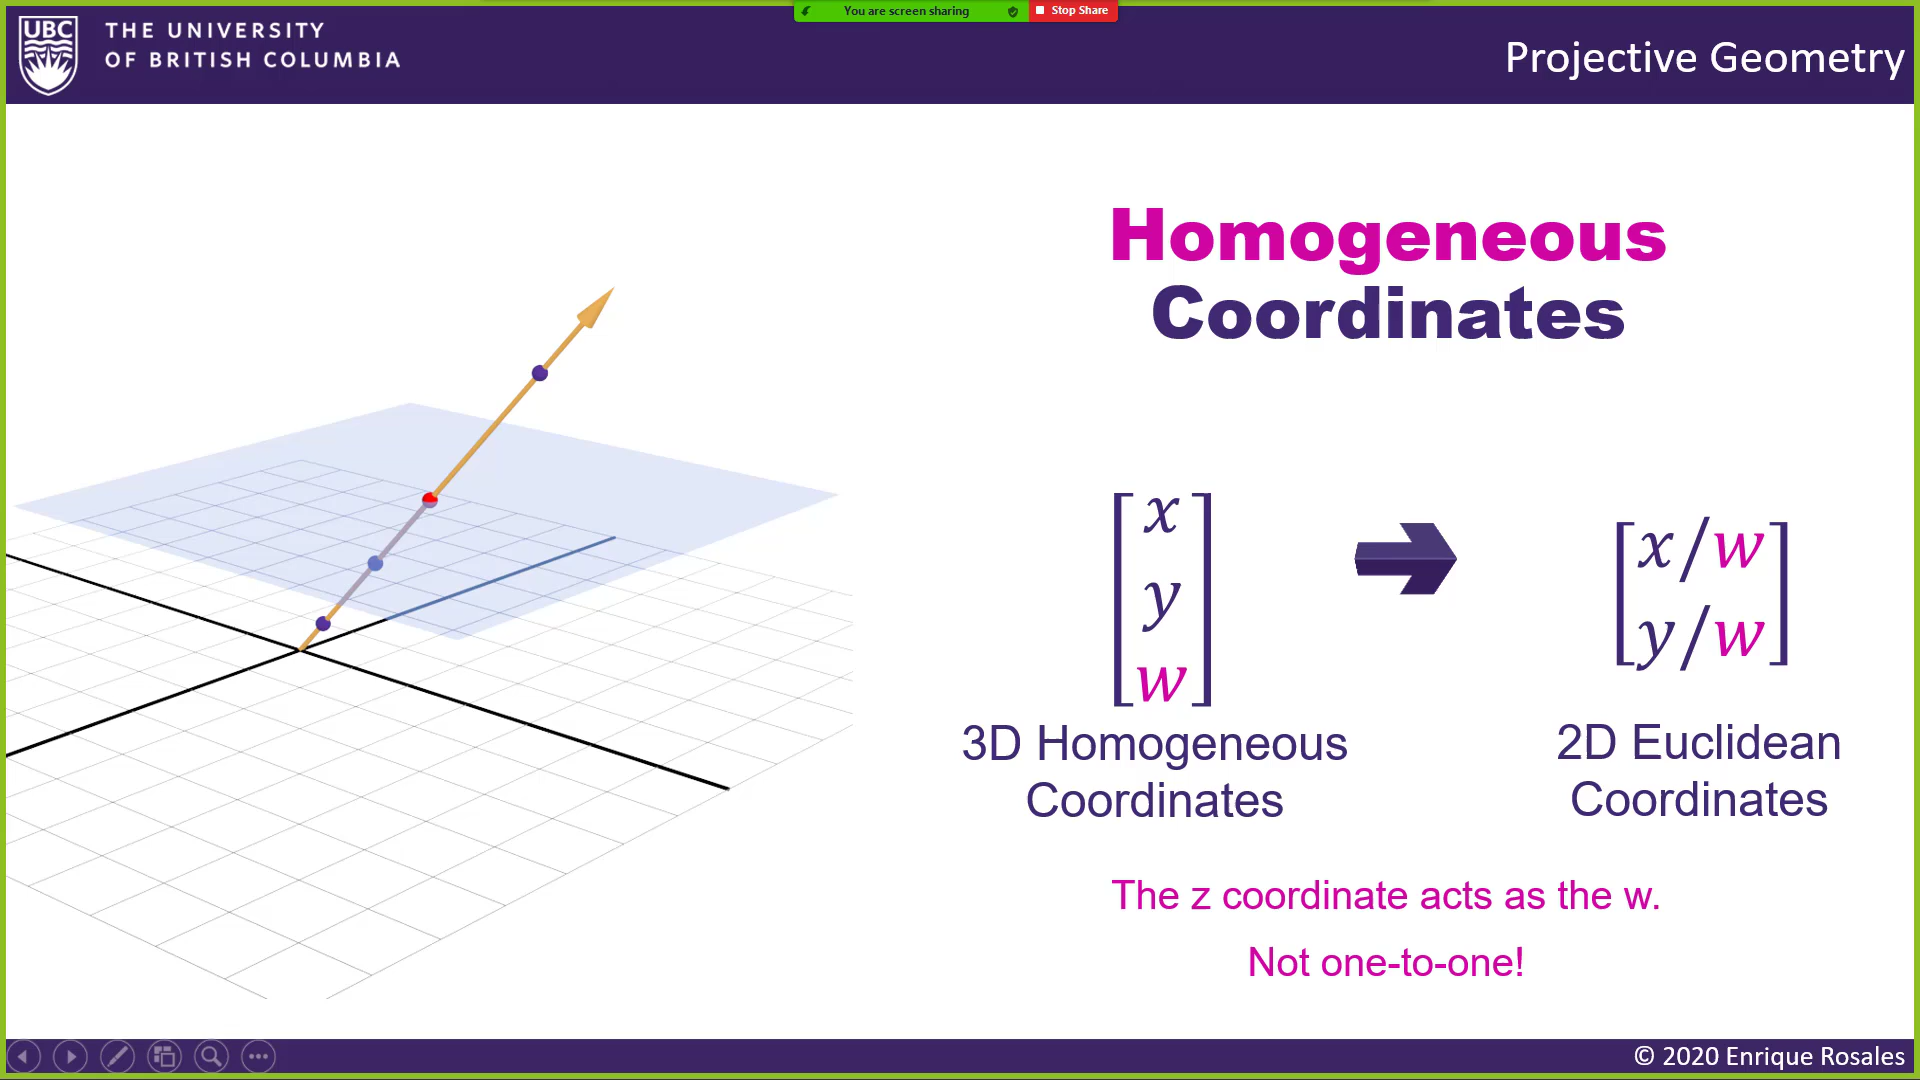 You are screen sharing
Stop Share
UBC
THE UNIVERSITY
OF BRITISH COLUMBIA
Projective Geometry
Homogeneous
Coordinates
x
y
w
x/w
y/w
3D Homogeneous
Coordinates
2D Euclidean
Coordinates
The z coordinate acts as the w.
Not one-to-one!
© 2020 Enrique Rosales